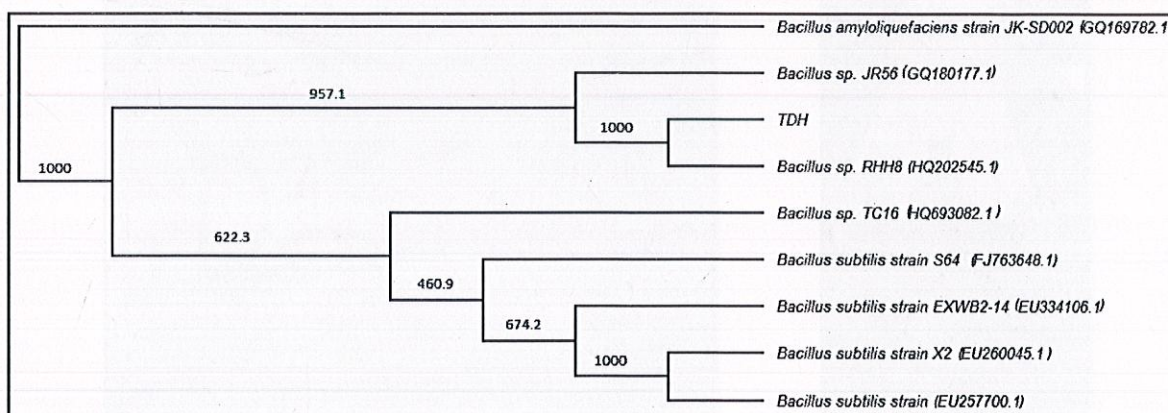 Bacillus amyloliquefaciens strain JK-SD002 (GQ169782.1
Bacillus sp. JR56 (GQ180177.1)
957.1
1000
TDH
1000
Bacillus sp. RHH8 (HQ202545.1)
Bacillus sp. TC16 (HQ693082.1)
622.3
Bacillus subtilis strain S64 (FJ763648.1)
460.9
Bacillus subtilis strain EXWB2-14 (EU334106.1)
674.2
Bacillus subtilis strain X2 (EU260045.1)
1000
Bacillus subtilis strain (EU257700.1)